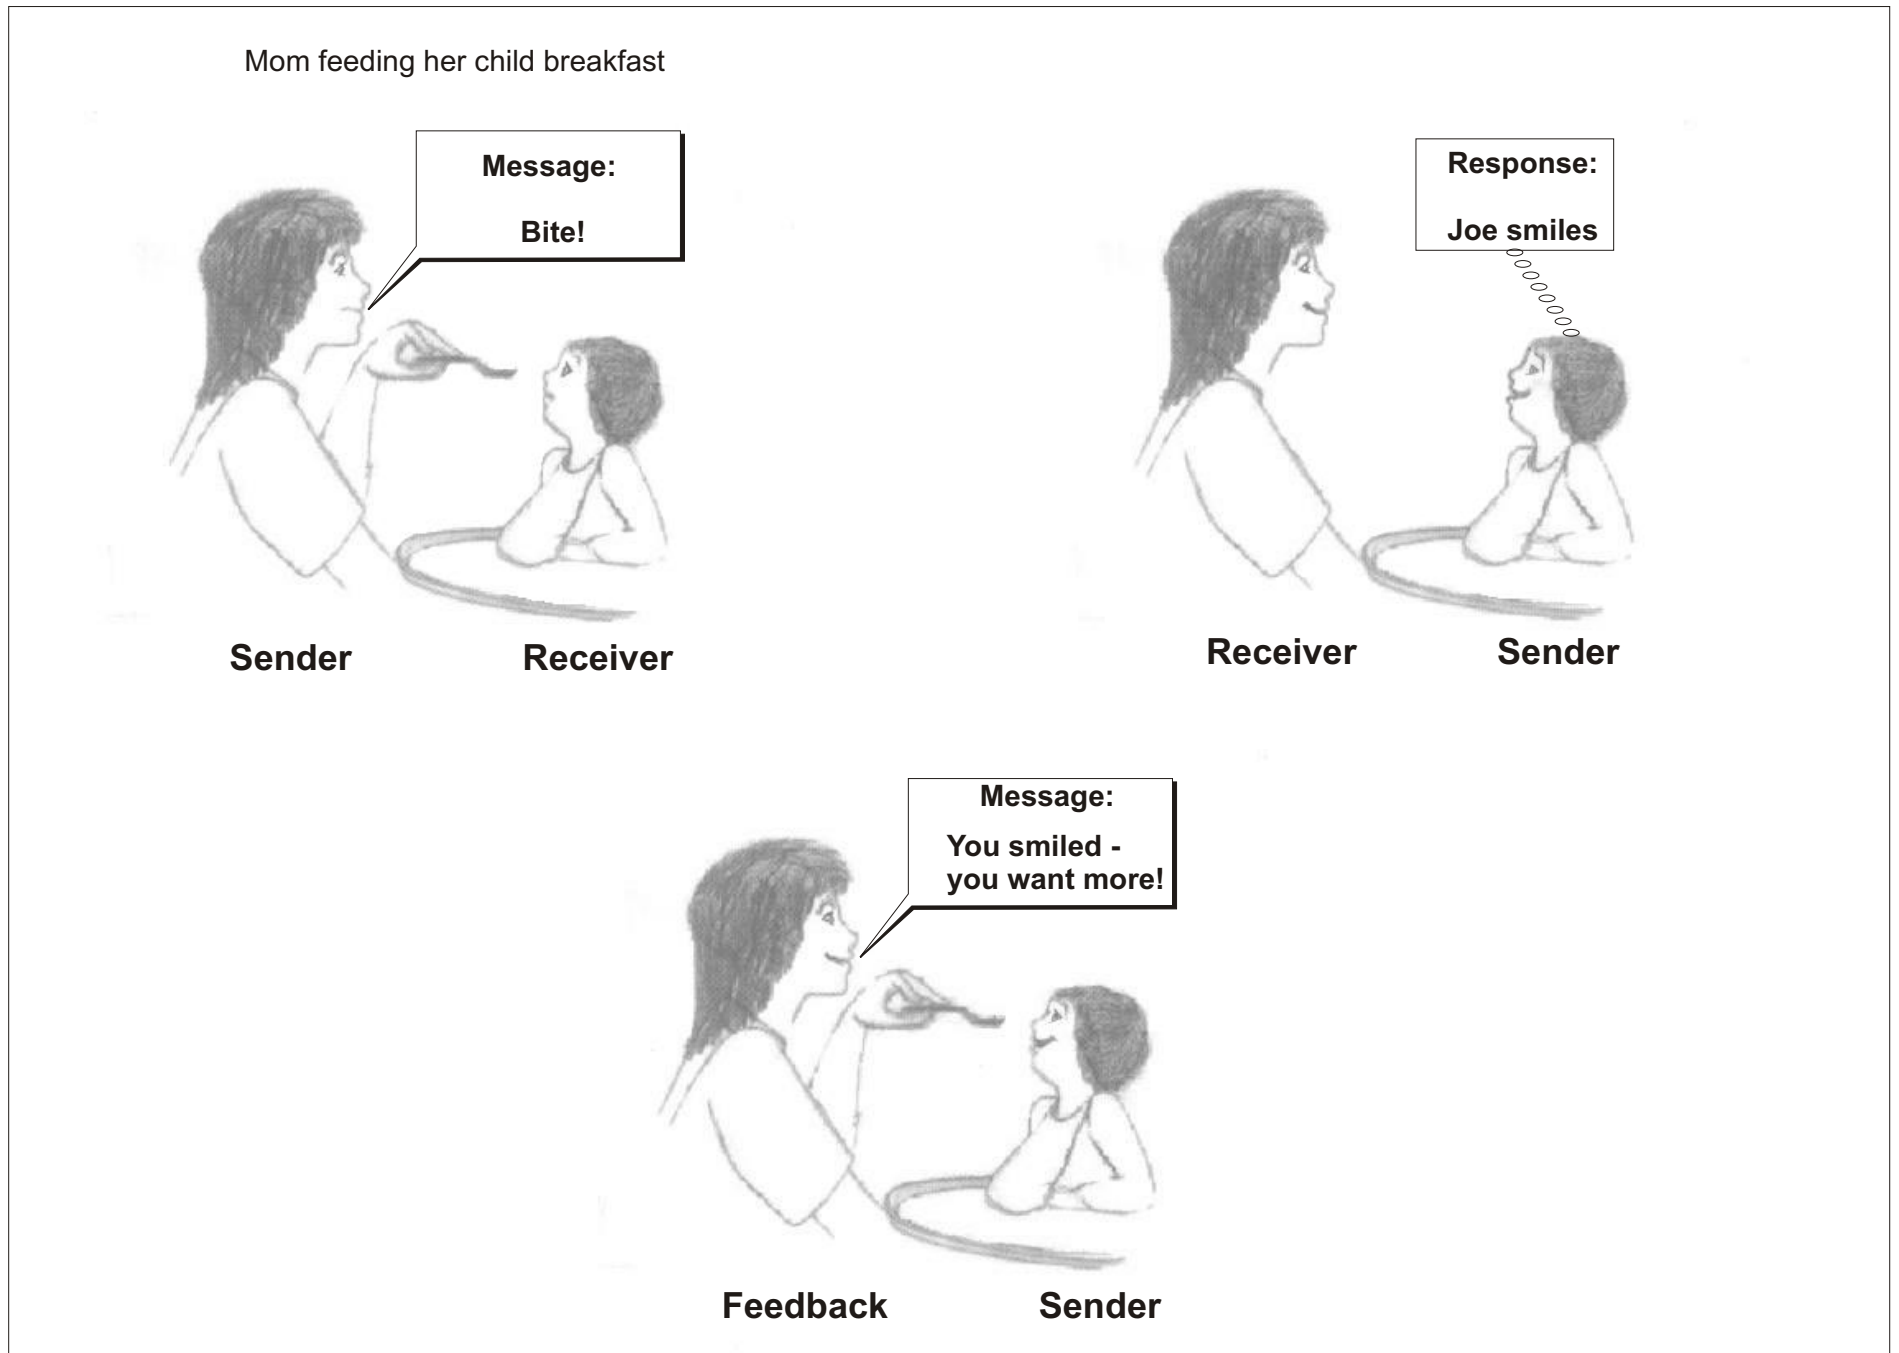 Mom feeding her child breakfast
Message:
Bite!
Sender
Receiver
Response:
Joe smiles
Receiver
Sender
Message:
You smiled -
you want more!
Feedback
Sender